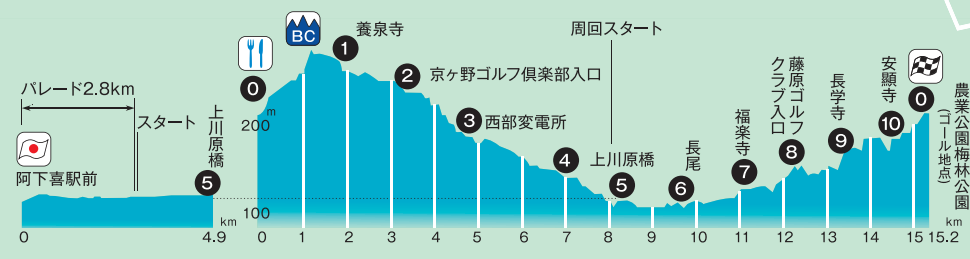 パレード2.8km
スタート
阿下喜駅前
上川原橋
5
0
4.9
km
0
BC
1
養泉寺
2
京ヶ野ゴルフ倶楽部入口
3
西部変電所
4
周回スタート
上川原橋
5
6
長尾
7
福楽寺
8
藤原ゴルフ
クラブ入口
9
長学寺
10
安顯寺
0
農業公園梅林公園
(ゴール地点)
m
200
100
0
1
2
3
4
5
6
7
8
9
10
11
12
13
14
15
15.2
km